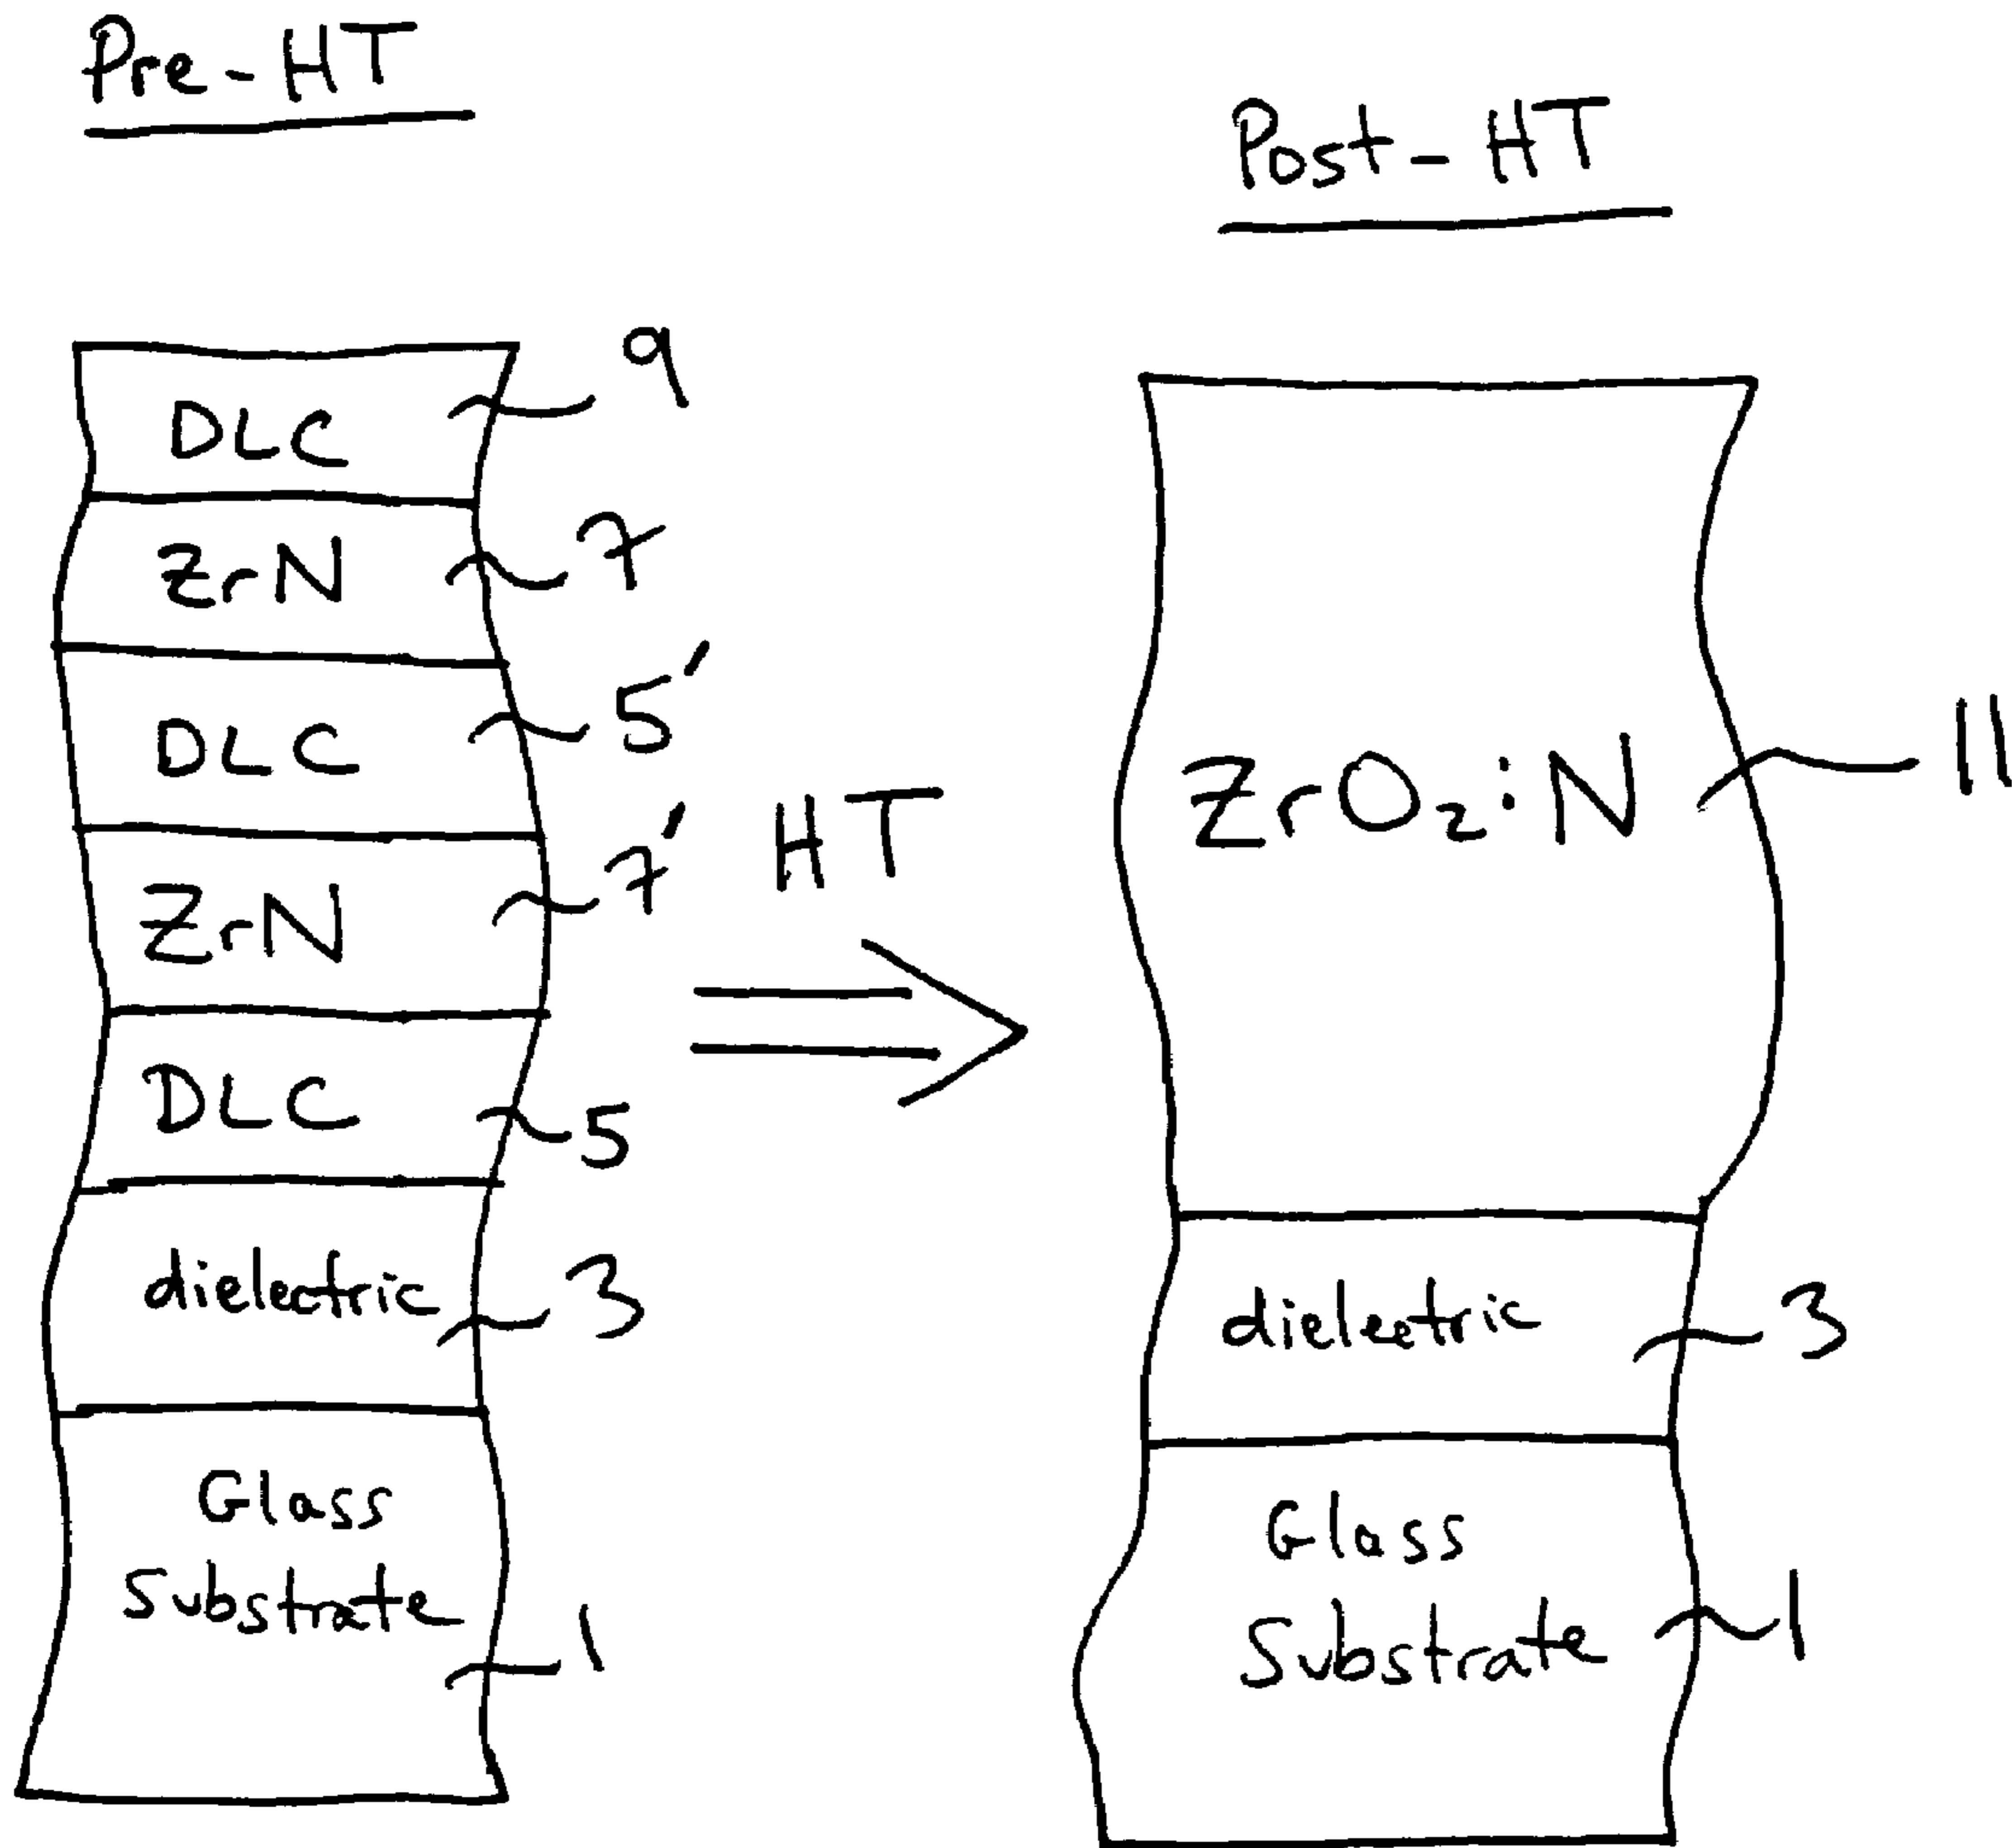 Pre-HT
Post-HT
DLC 9
ZrN 7
DLC 5'
ZrN 7'
DLC 5
dielectric 3
Glass
Substrate 1
HT
ZrO₂:N 11
dielectric 3
Glass
Substrate 1